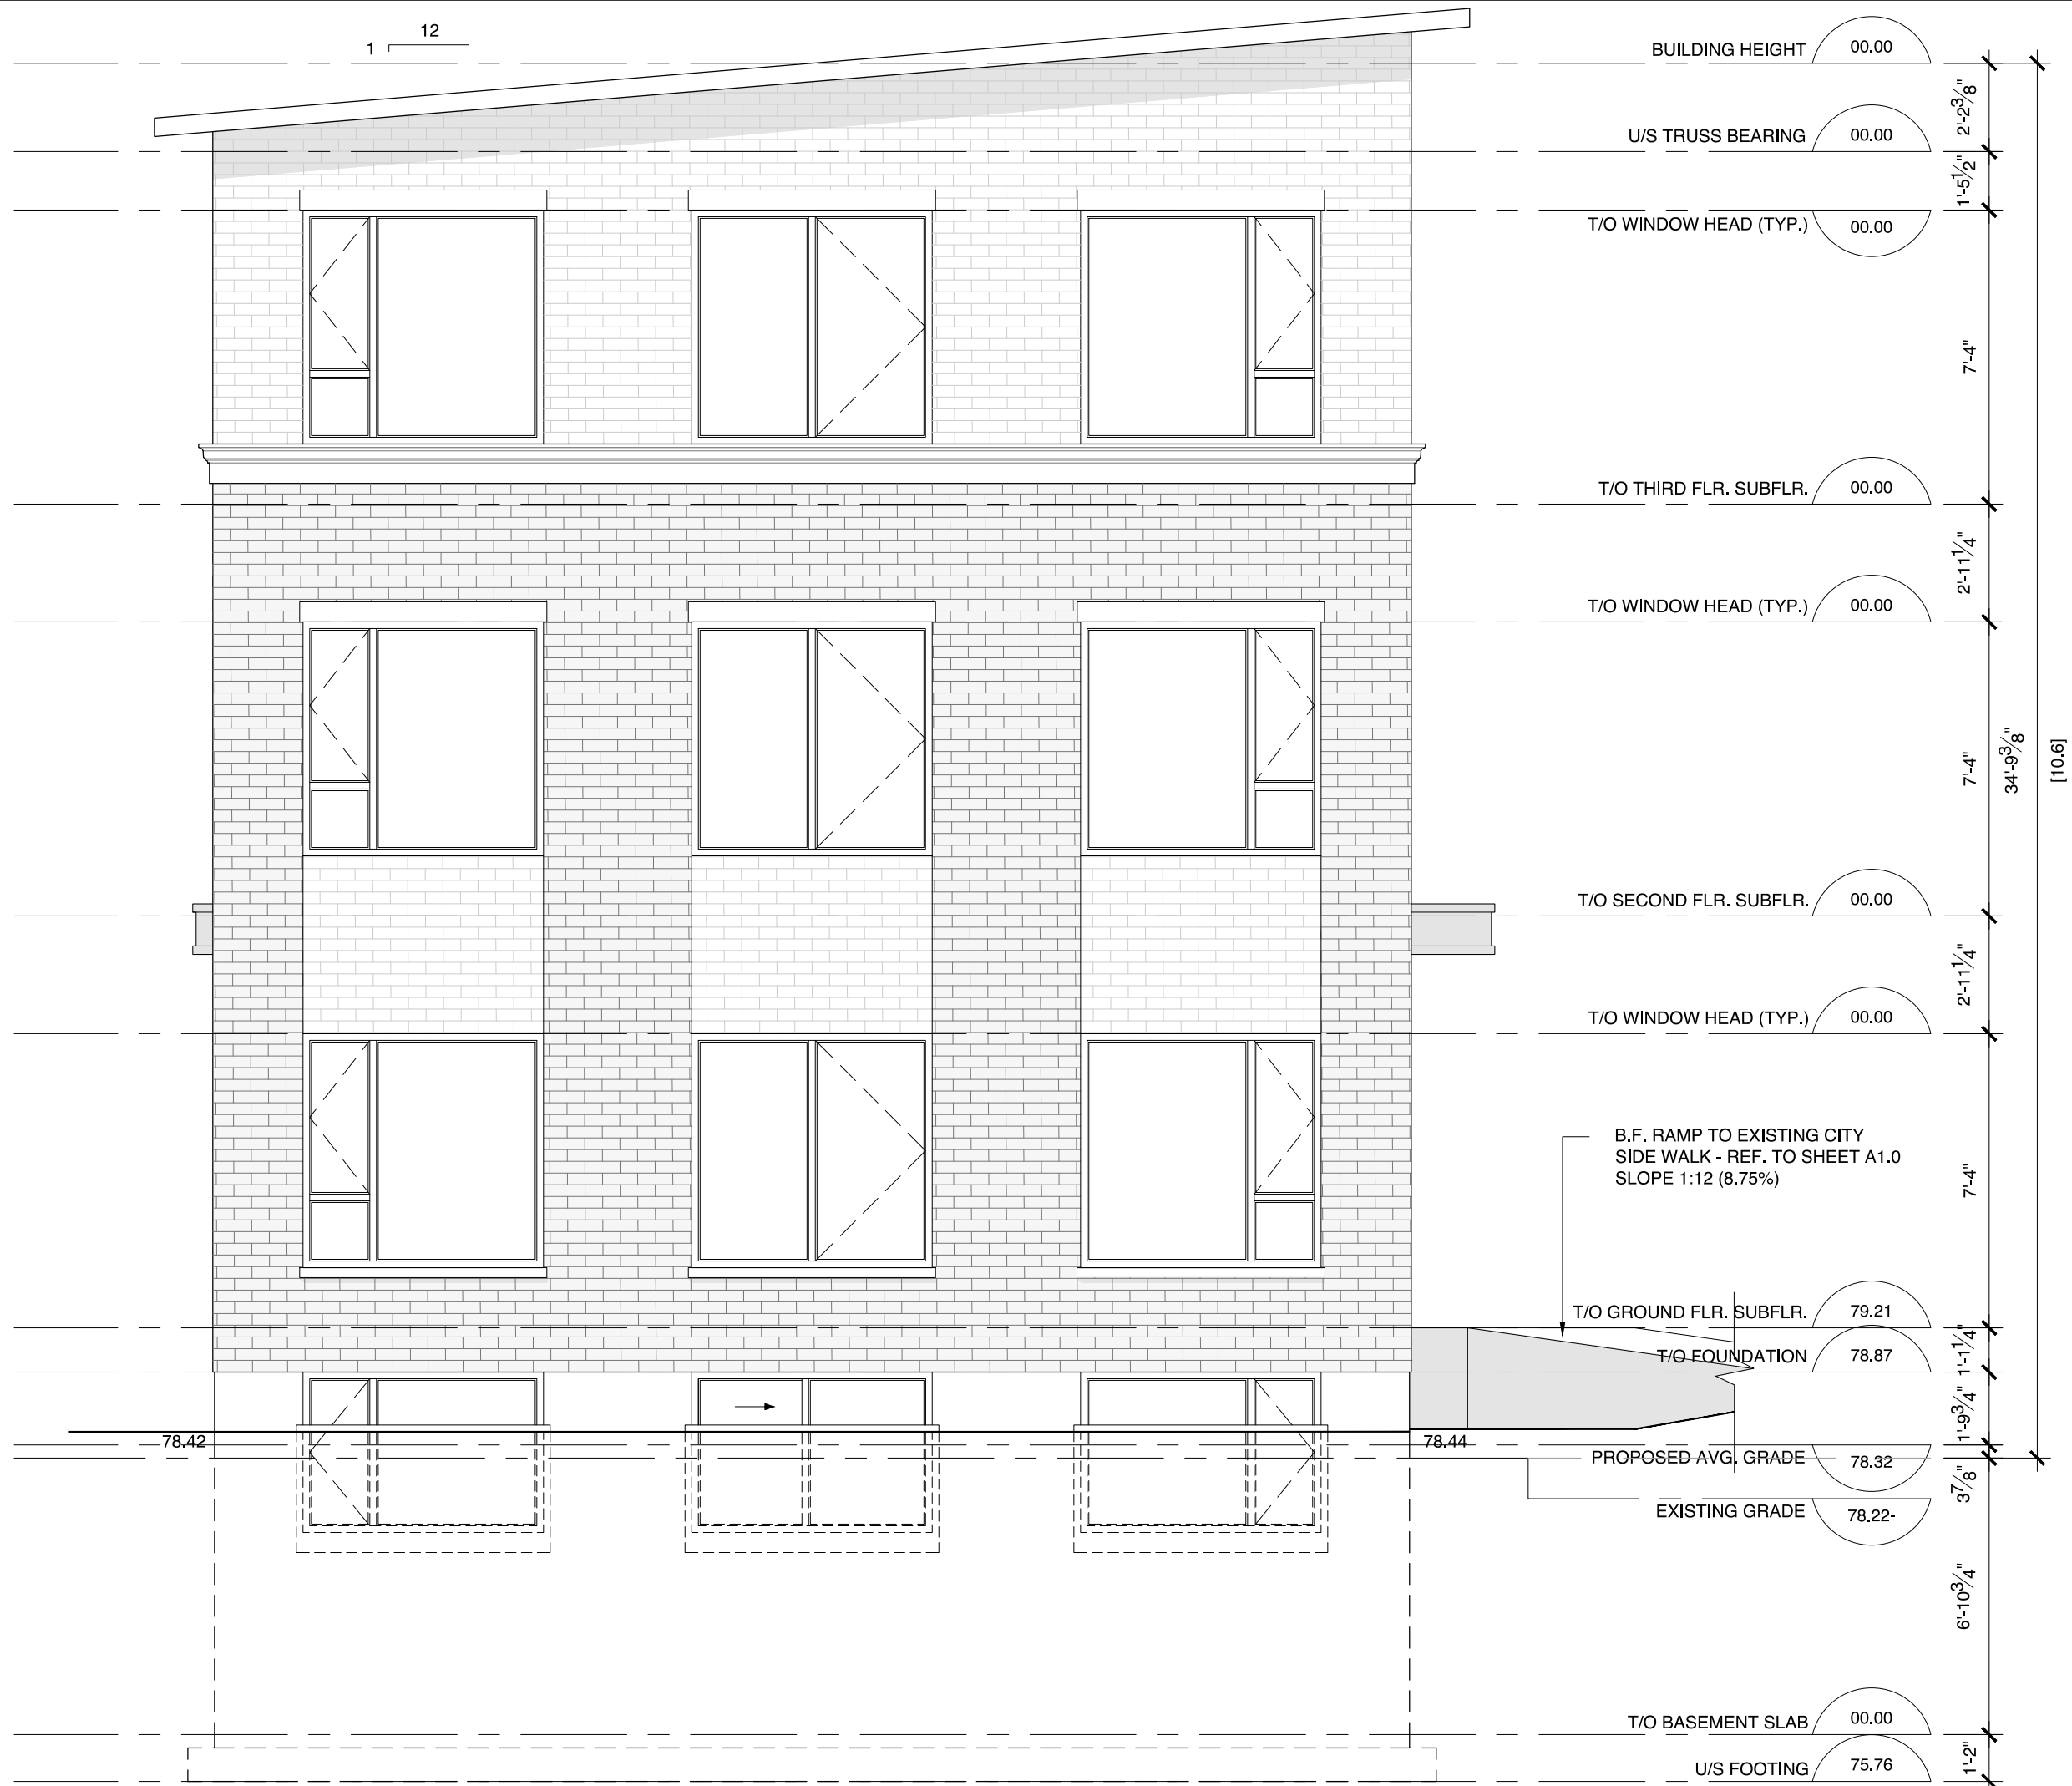 12
1
BUILDING HEIGHT 00.00
2'-2 3/8"
U/S TRUSS BEARING 00.00
1'-5 1/2"
T/O WINDOW HEAD (TYP.) 00.00
7'-4"
T/O THIRD FLR. SUBFLR. 00.00
2'-11 1/4"
T/O WINDOW HEAD (TYP.) 00.00
7'-4"
34'-9 3/8"
[10.6]
T/O SECOND FLR. SUBFLR. 00.00
2'-11 1/4"
T/O WINDOW HEAD (TYP.) 00.00
B.F. RAMP TO EXISTING CITY
SIDE WALK - REF. TO SHEET A1.0
SLOPE 1:12 (8.75%)
7'-4"
T/O GROUND FLR. SUBFLR. 79.21
1'-1 1/4"
T/O FOUNDATION 78.87
1'-9 3/4"
78.42
78.44
PROPOSED AVG. GRADE 78.32
3 7/8"
EXISTING GRADE 78.22-
6'-10 3/4"
T/O BASEMENT SLAB 00.00
1'-2"
U/S FOOTING 75.76